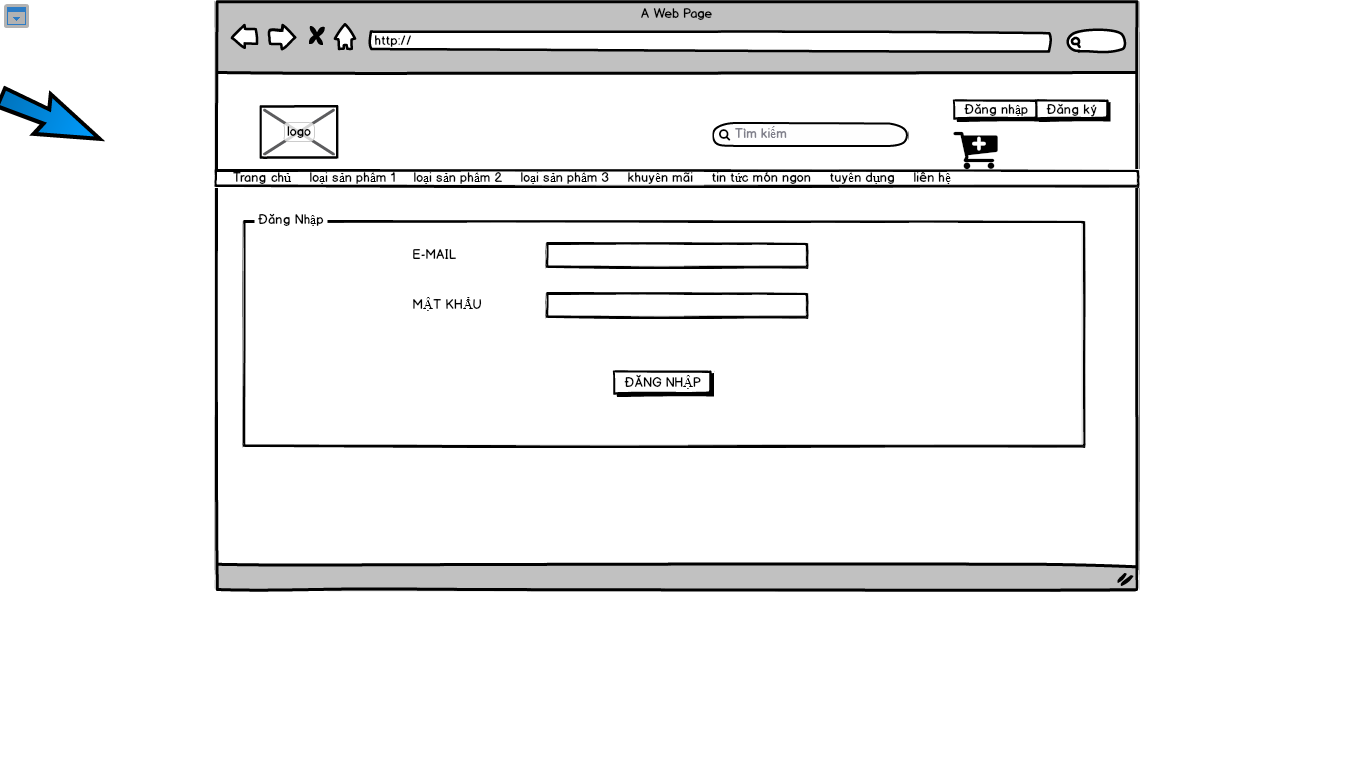 A Web Page
http://
Đăng nhập Đăng ký
logo
Tìm kiếm
Trang chủ loại sản phẩm 1 loại sản phẩm 2 loại sản phẩm 3 khuyến mãi tin tức món ngon tuyển dụng liên hệ
Đăng Nhập
E-MAIL
MẬT KHẨU
ĐĂNG NHẬP